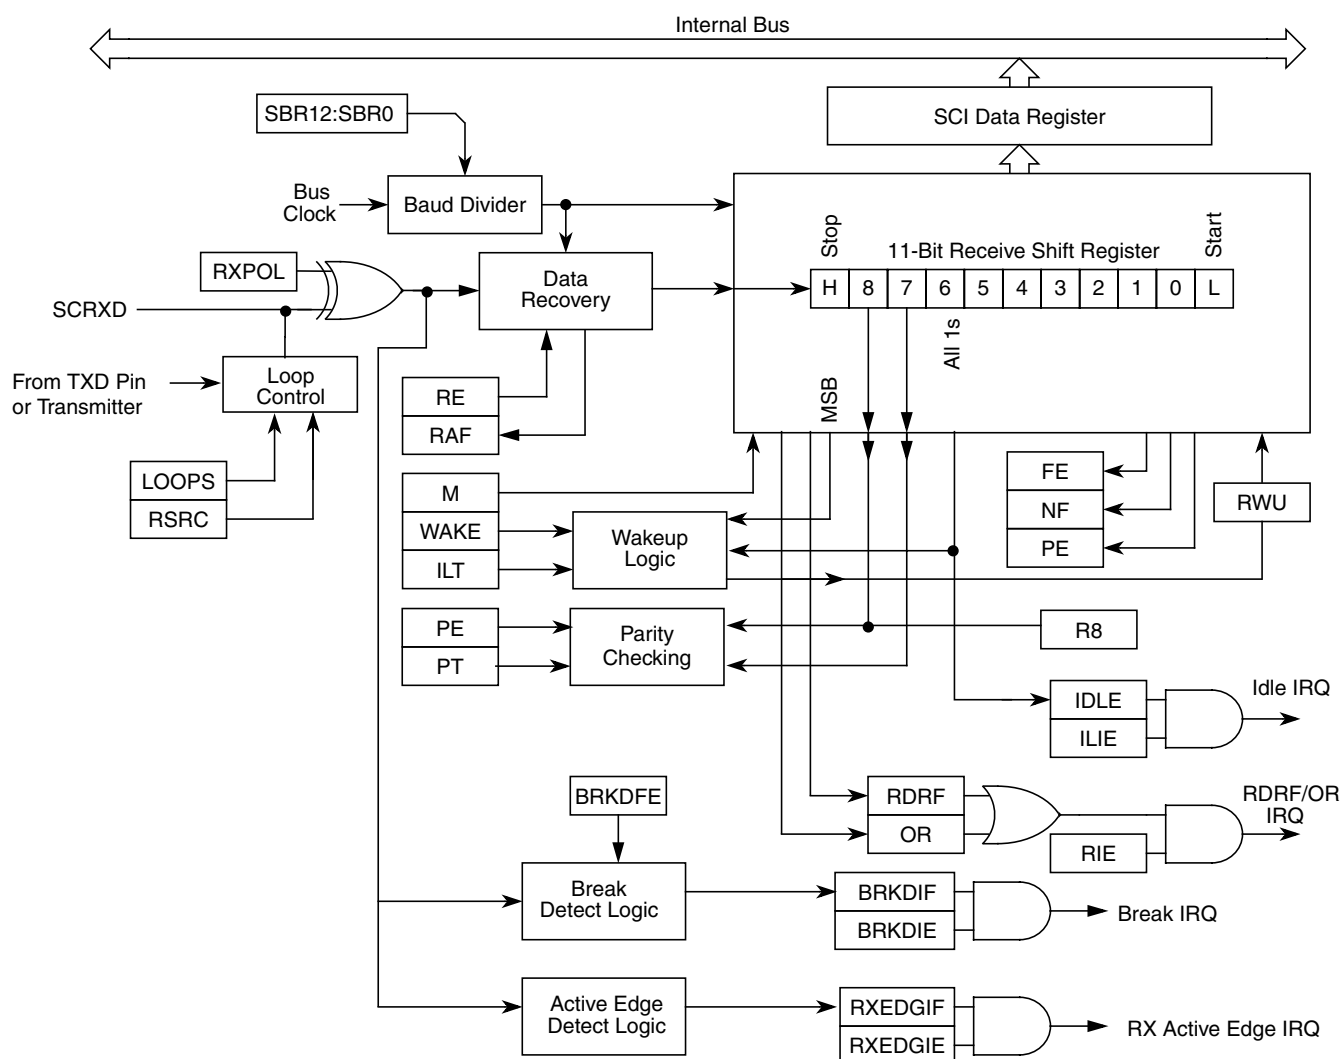 Internal Bus
SBR12:SBR0
SCI Data Register
Bus
Clock
Baud Divider
Stop
11-Bit Receive Shift Register
Start
RXPOL
Data
Recovery
H 8 7 6 5 4 3 2 1 0 L
SCRXD
All 1s
From TXD Pin
or Transmitter
Loop
Control
MSB
RE
RAF
LOOPS
RSRC
M
WAKE
ILT
Wakeup
Logic
FE
NF
PE
RWU
PE
PT
Parity
Checking
R8
IDLE
ILIE
Idle IRQ
BRKDFE
RDRF
OR
RIE
RDRF/OR
IRQ
Break
Detect Logic
BRKDIF
BRKDIE
Break IRQ
Active Edge
Detect Logic
RXEDGIF
RXEDGIE
RX Active Edge IRQ